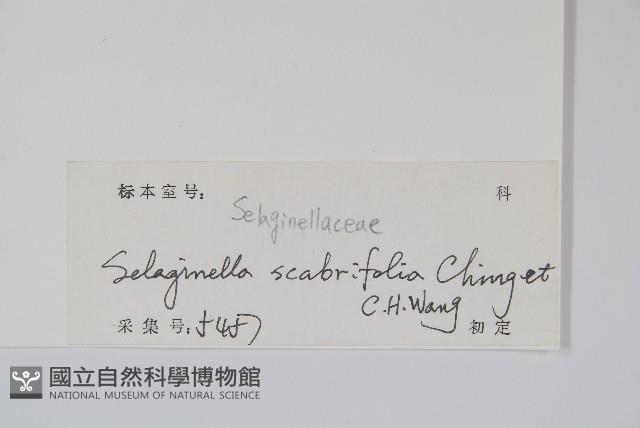 标本室号: 科
Selaginellaceae
Selaginella scabrifolia Ching et
C.H. Wang
采集号: 5457 初定
國立自然科學博物館
NATIONAL MUSEUM OF NATURAL SCIENCE